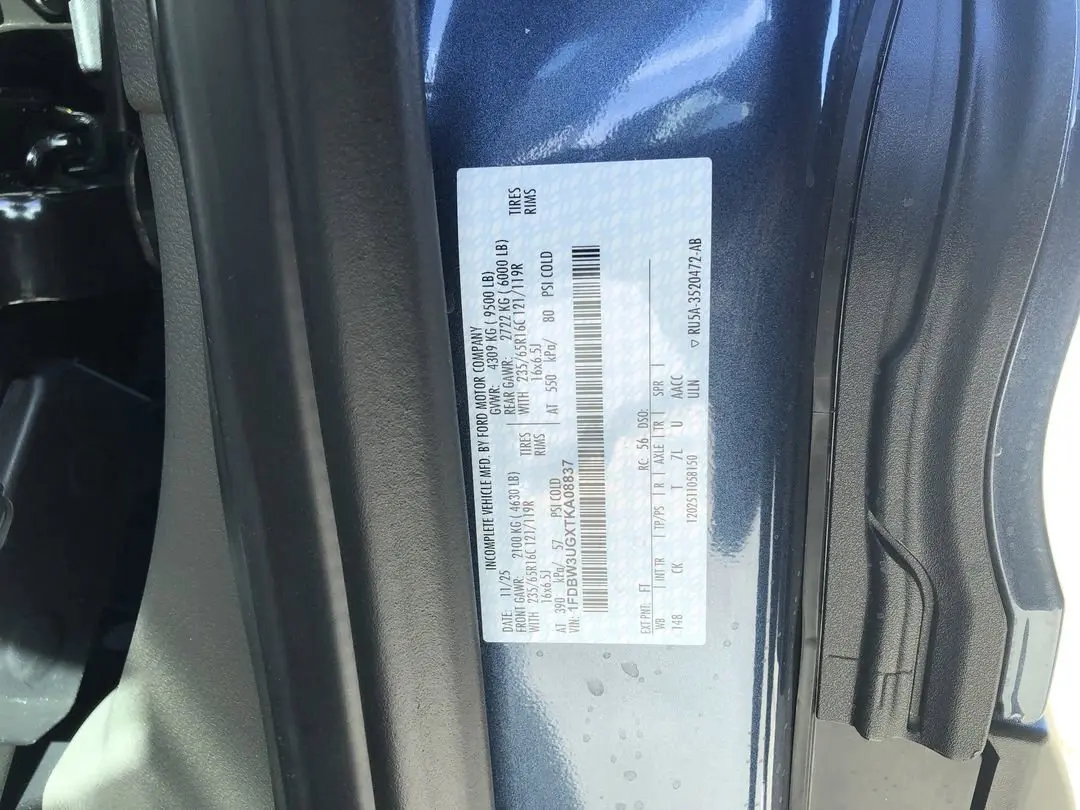 INCOMPLETE VEHICLE MFD. BY FORD MOTOR COMPANY
DATE: 11/25 GVWR: 4309 KG ( 9500 LB)
FRONT GAWR: 2100 KG ( 4630 LB) REAR GAWR: 2722 KG ( 6000 LB)
WITH 235/65R16C 121/119R TIRES WITH 235/65R16C 121/119R TIRES
16x6.5J RIMS 16x6.5J RIMS
AT 390 kPa/ 57 PSI COLD AT 550 kPa/ 80 PSI COLD
VIN: 1FDBW3UGXTKA08837
EXT PNT: FT RC: 56 DSO:
WB INT TR TP/PS R AXLE TR SPR
148 CK T 7L U AACC
1202511058150 ULN
▽ RU5A-3520472-AB